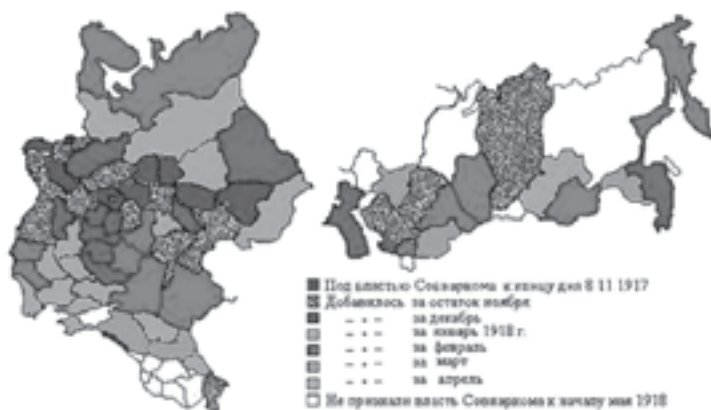 Под властью Совнаркома к концу дня 8 11 1917
Добавилось за остаток ноября
— " — за декабрь
— " — за январь 1918 г.
— " — за февраль
— " — за март
— " — за апрель
Не признали власть Совнаркома к началу мая 1918